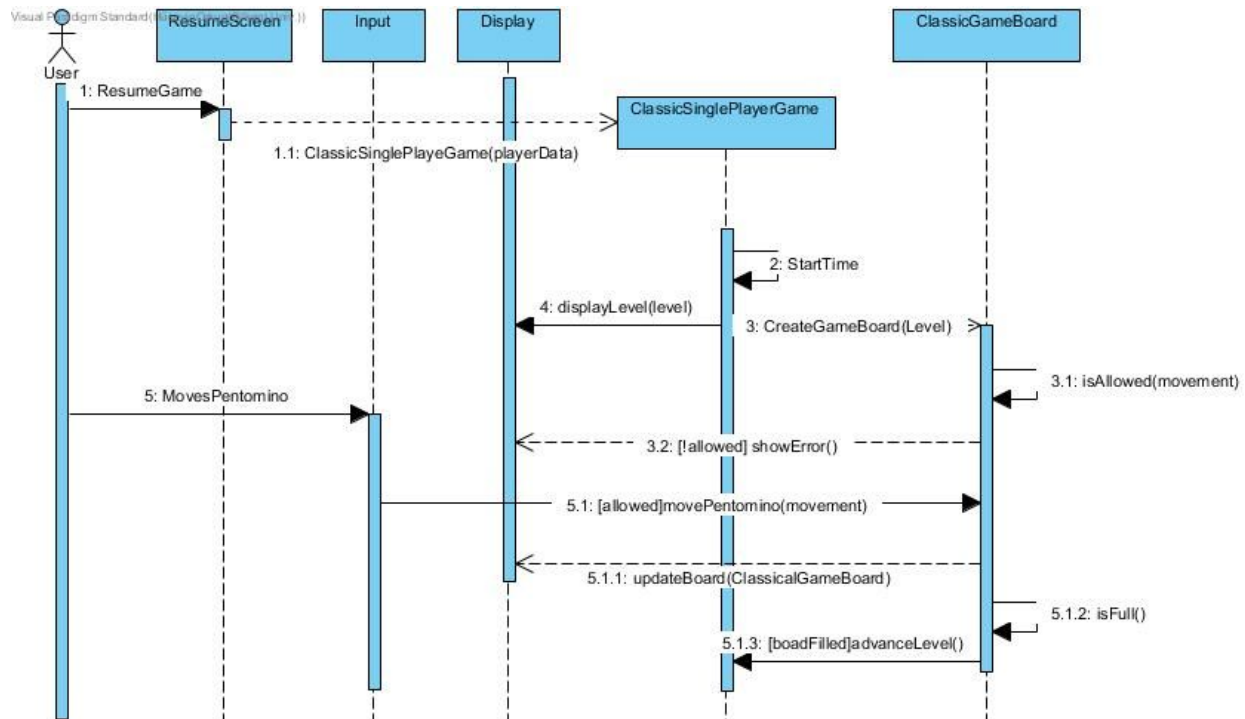 Visual Paradigm Standard(
ResumeScreen
Input
Display
ClassicGameBoard
User
1: ResumeGame
ClassicSinglePlayerGame
1.1: ClassicSinglePlayeGame(playerData)
2: StartTime
4: displayLevel(level)
3: CreateGameBoard(Level)
3.1: isAllowed(movement)
5: MovesPentomino
3.2: [!allowed] showError()
5.1: [allowed]movePentomino(movement)
5.1.1: updateBoard(ClassicalGameBoard)
5.1.2: isFull()
5.1.3: [boadFilled]advanceLevel()